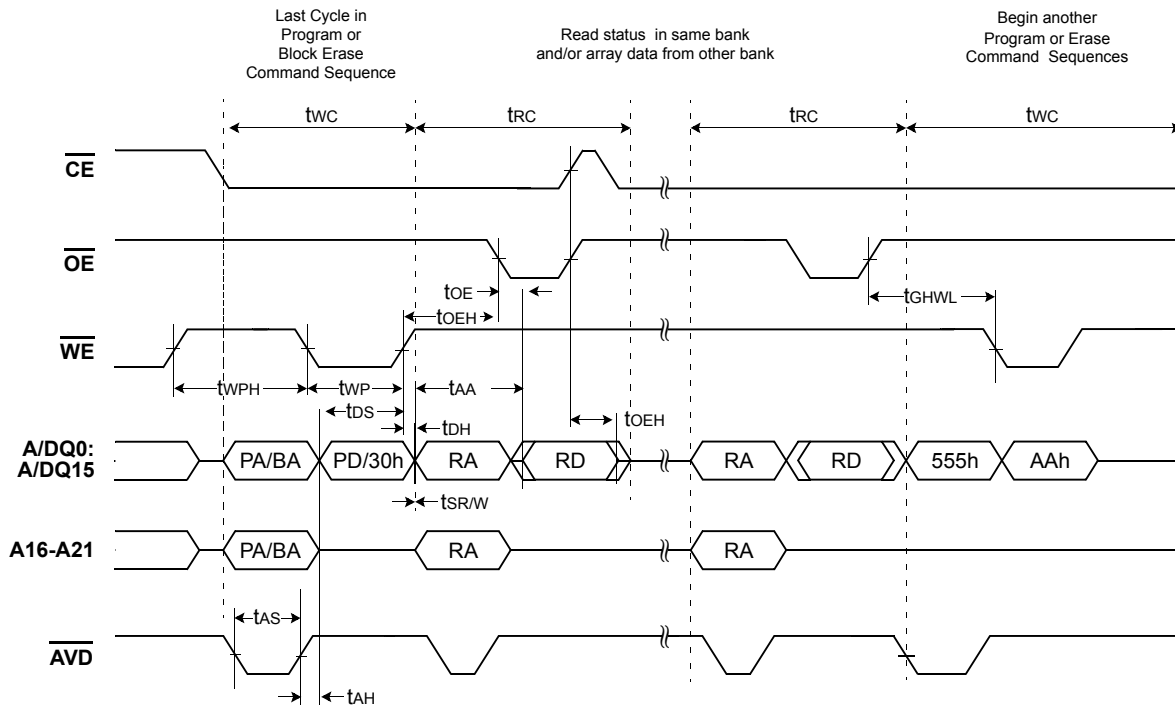 Last Cycle in
Program or
Block Erase
Command Sequence
Read status in same bank
and/or array data from other bank
Begin another
Program or Erase
Command Sequences
tWC
tRC
tRC
tWC
CE
OE
tOE
tGHWL
tOEH
WE
tWPH
tWP
tAA
tDS
tOEH
tDH
A/DQ0:
A/DQ15
PA/BA
PD/30h
RA
RD
RA
RD
555h
AAh
tSR/W
A16-A21
PA/BA
RA
RA
tAS
AVD
tAH